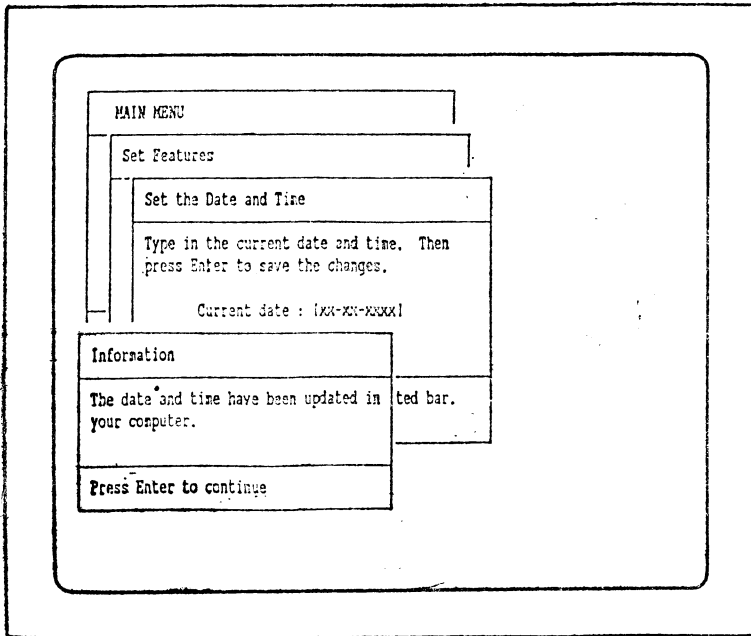 MAIN MENU
Set Features
Set the Date and Time
Type in the current date and time. Then
press Enter to save the changes.
Current date : [xx-xx-xxxx]
Information
The date and time have been updated in
your computer.
ted bar.
Press Enter to continue